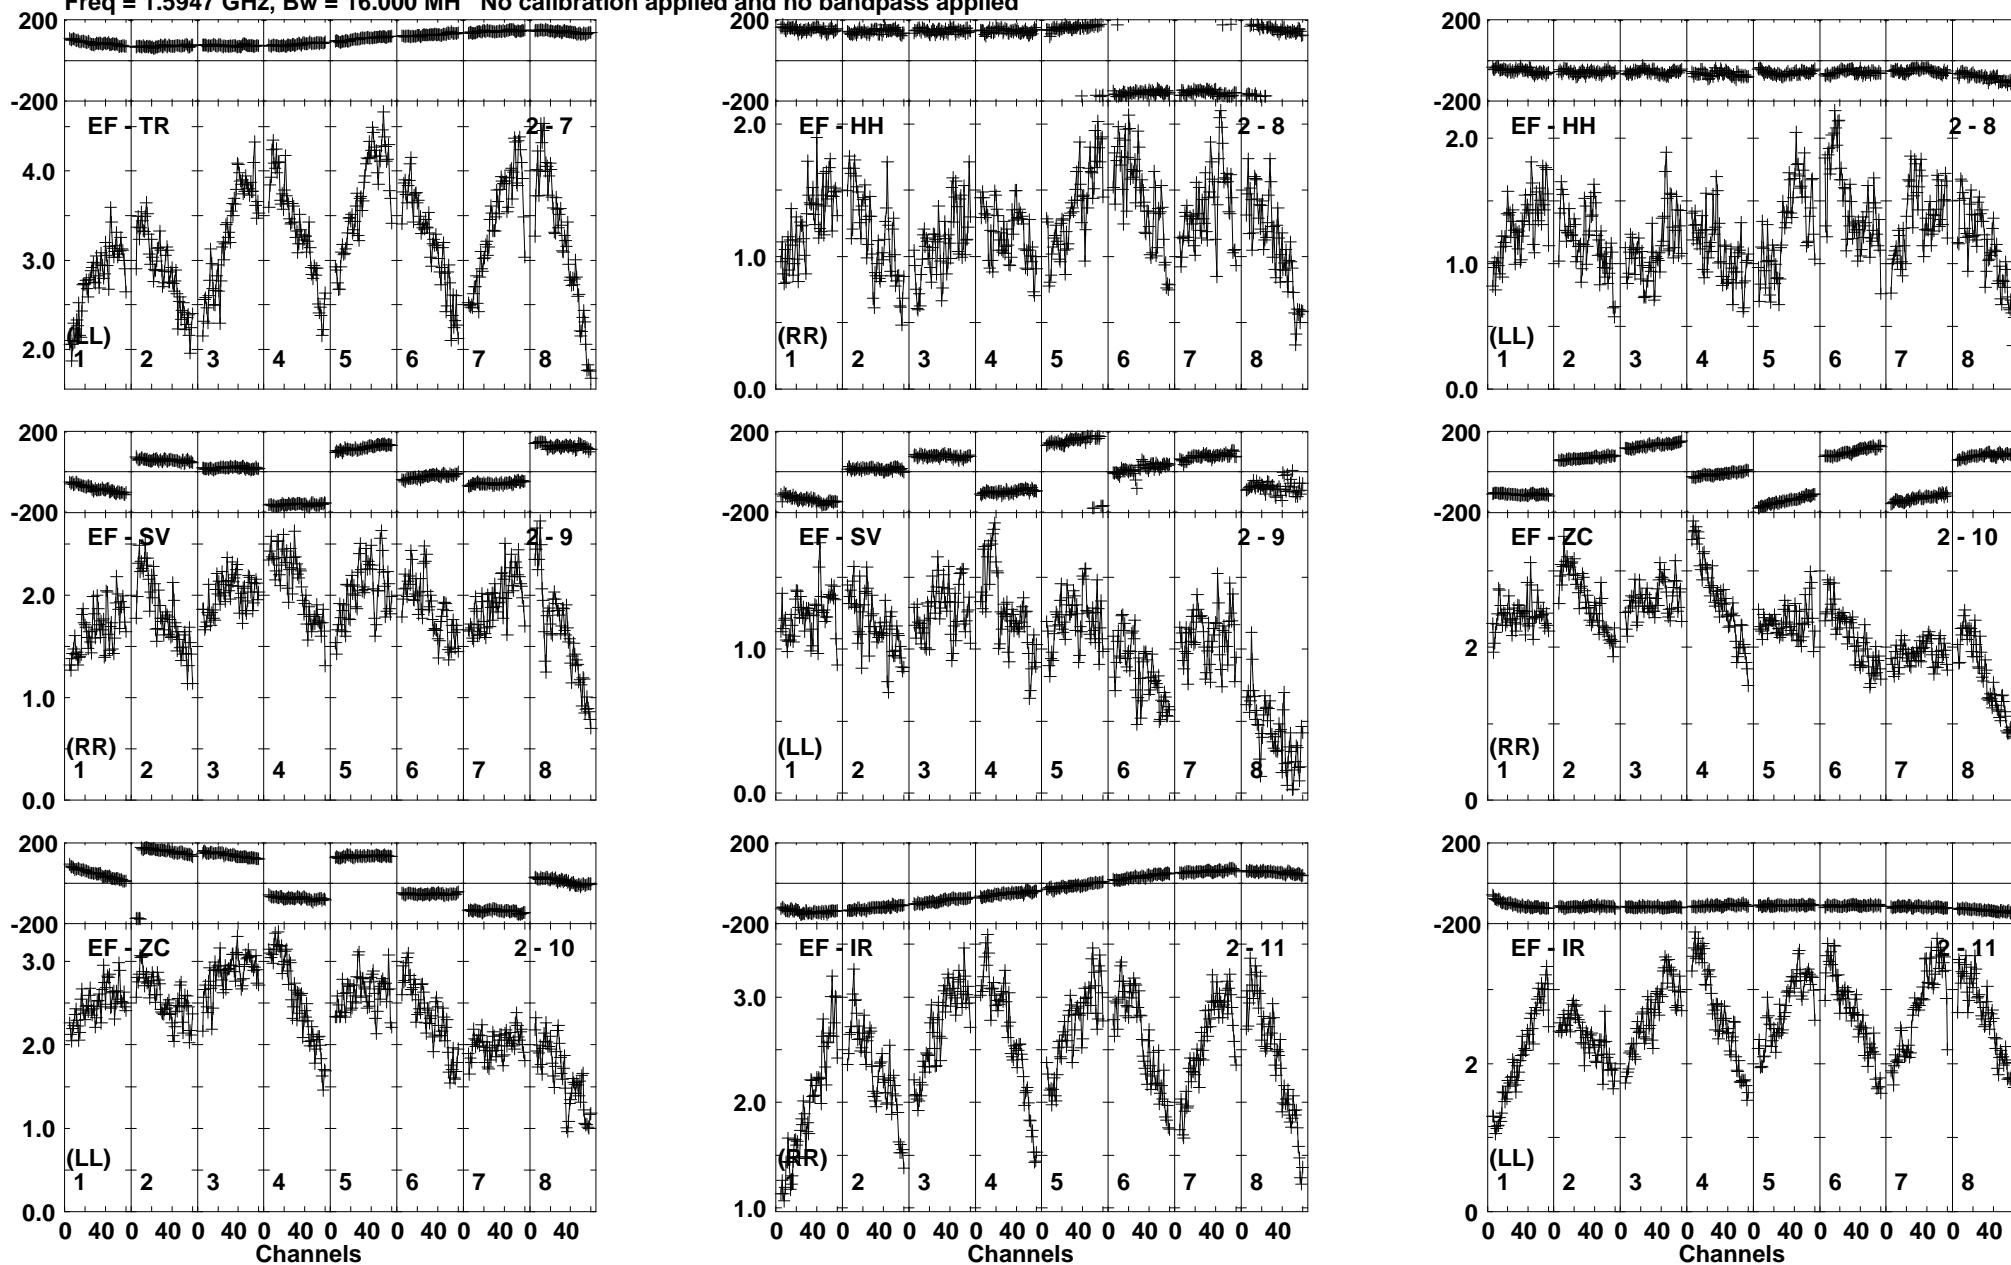 Freq = 1.5947 GHz, Bw = 16.000 MH No calibration applied and no bandpass applied
200 200 200
-200 -200 -200
EF - TR 2 - 7 EF - HH 2 - 8 EF - HH 2 - 8
4.0 2.0 2.0
3.0 1.0 1.0
2.0
(LL) (RR) (LL)
1 2 3 4 5 6 7 8 1 2 3 4 5 6 7 8 1 2 3 4 5 6 7 8
0.0 0.0
200 200 200
-200 -200 -200
EF - SV 2 - 9 EF - SV 2 - 9 EF - ZC 2 - 10
2.0 1.0 2
1.0
(RR) (LL) (RR)
1 2 3 4 5 6 7 8 1 2 3 4 5 6 7 8 1 2 3 4 5 6 7 8
0.0 0.0 0
200 200 200
-200 -200 -200
EF - ZC 2 - 10 EF - IR 2 - 11 EF - IR 2 - 11
3.0 3.0
2.0 2.0 2
1.0
(LL) (RR) (LL)
1 2 3 4 5 6 7 8 1 2 3 4 5 6 7 8 1 2 3 4 5 6 7 8
0.0 1.0 0
0 40 0 40 0 40 0 40 0 40 0 40 0 40 0 40 0 40 0 40 0 40 0 40 0 40 0 40 0 40 0 40 0 40 0 40 0 40 0 40 0 40 0 40 0 40 0 40
Channels Channels Channels